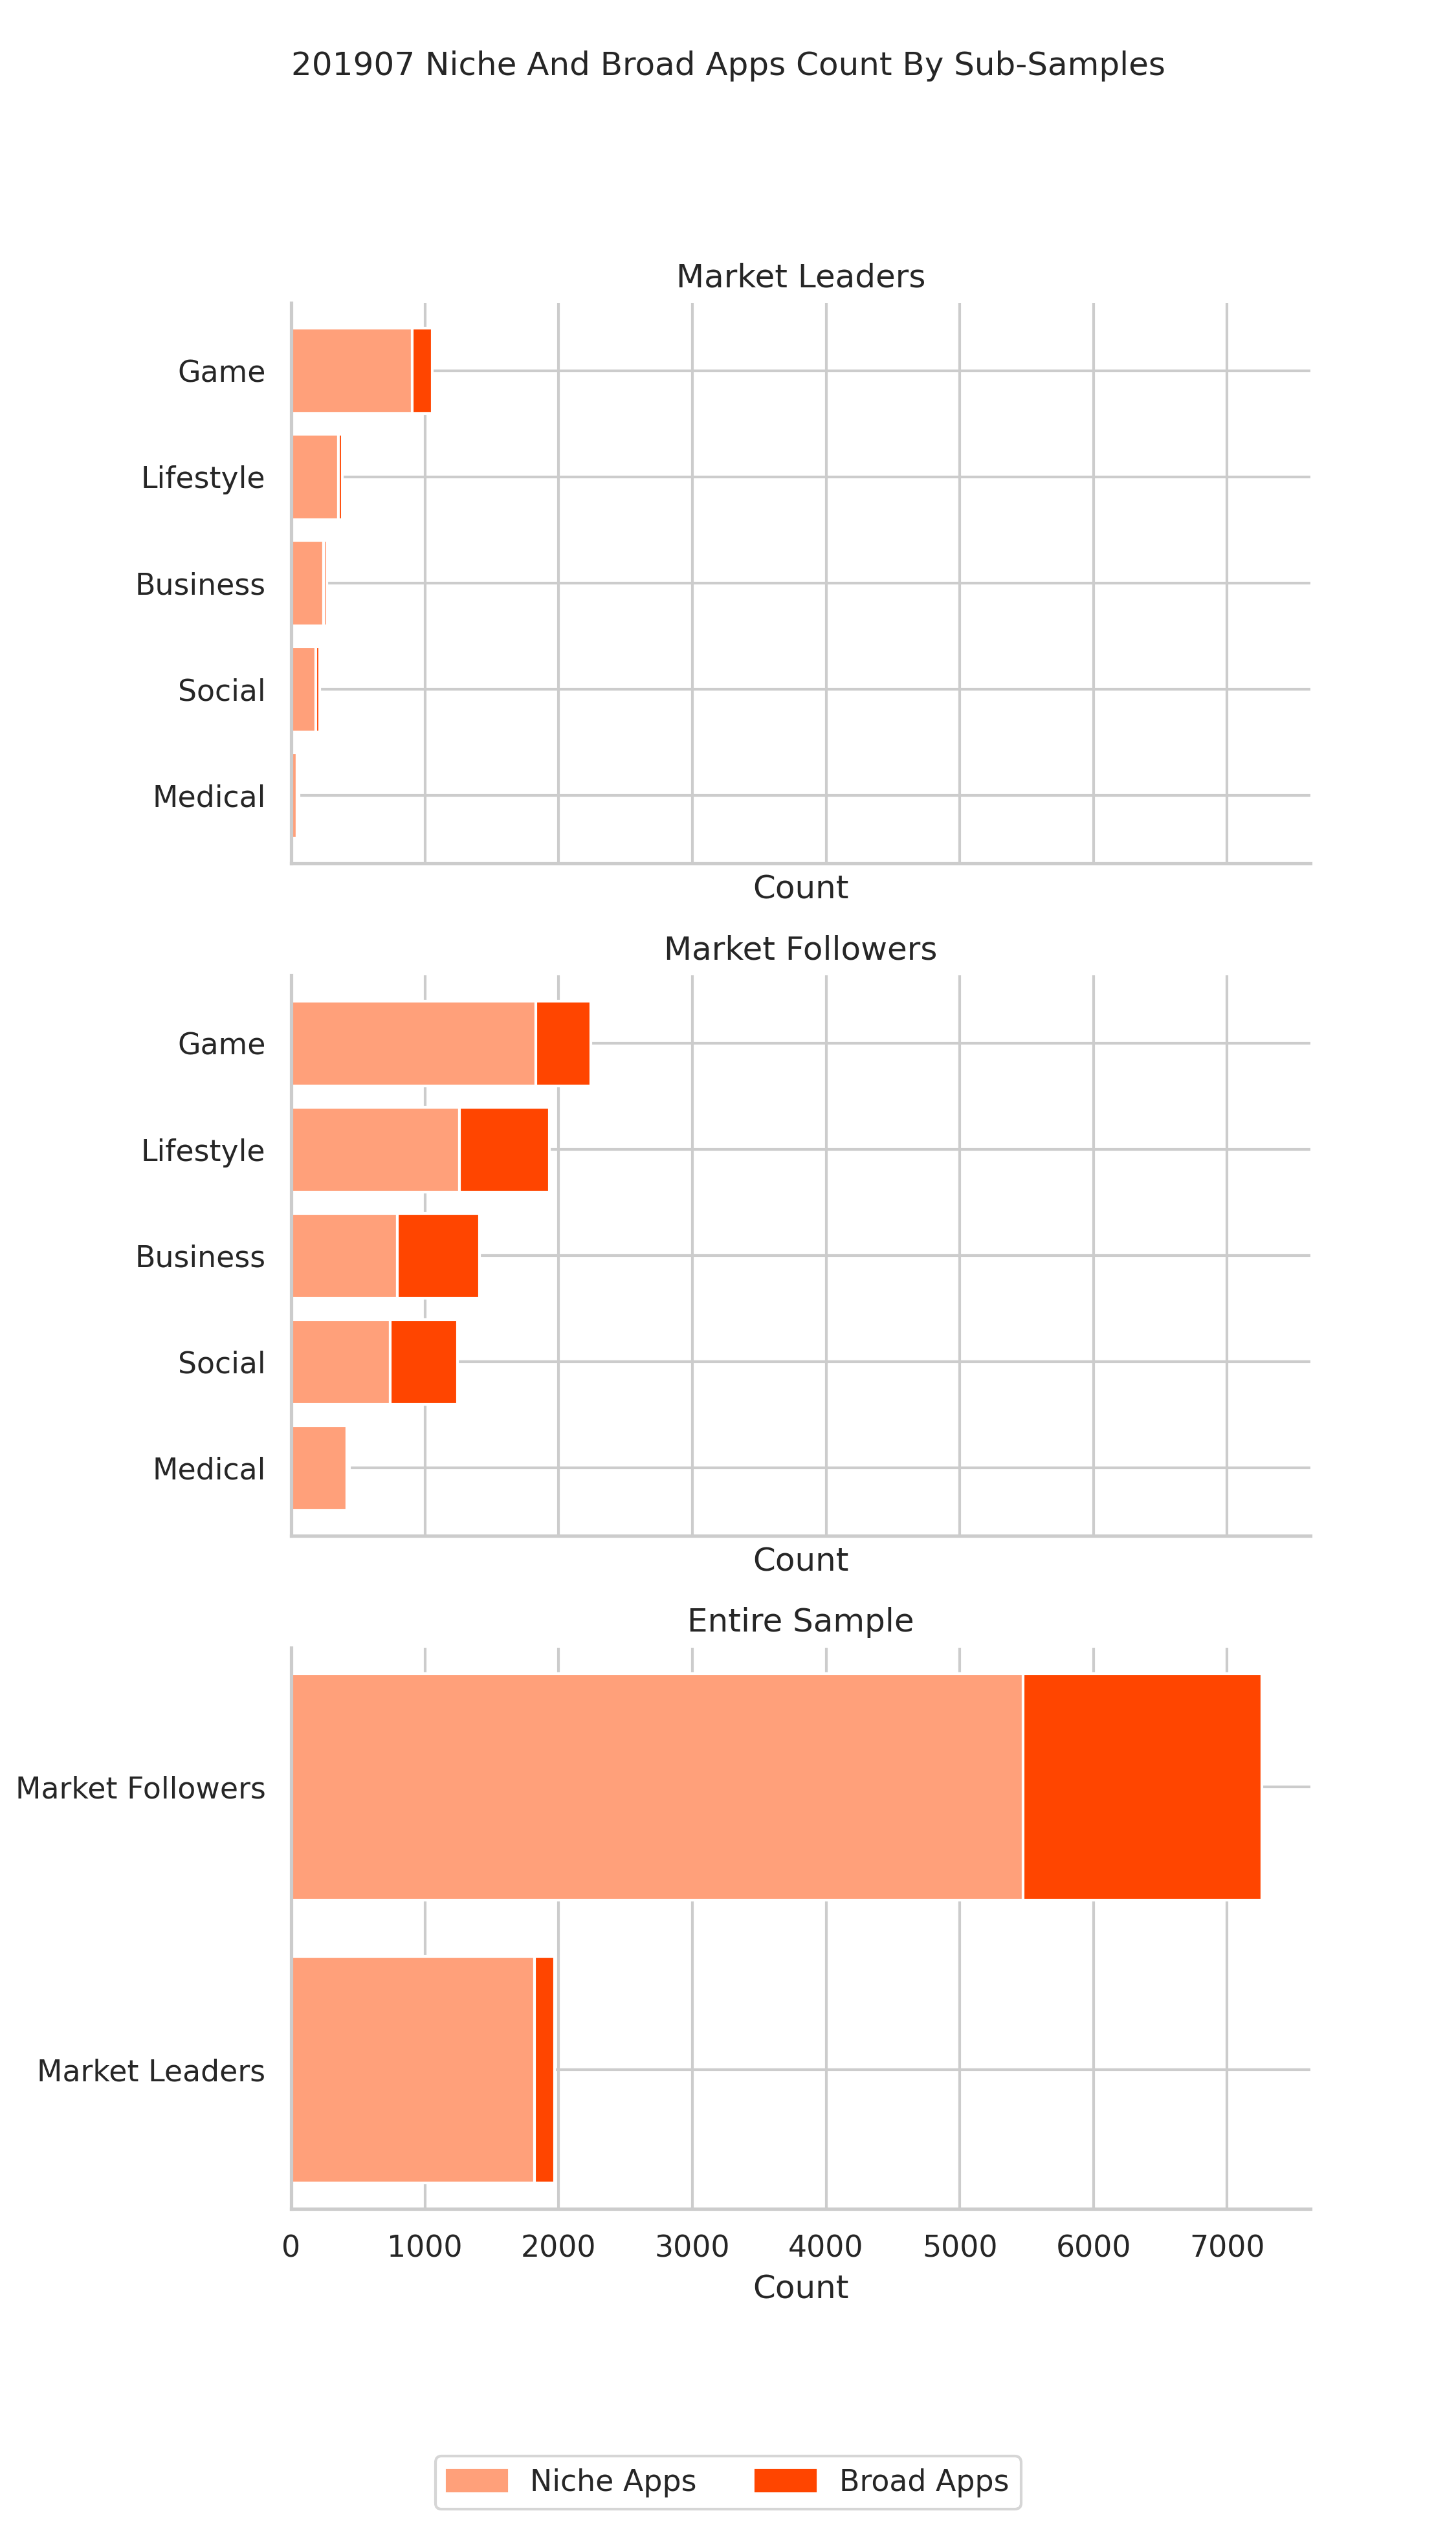 201907 Niche And Broad Apps Count By Sub-Samples
Market Leaders
Game
Lifestyle
Business
Social
Medical
Count
Market Followers
Game
Lifestyle
Business
Social
Medical
Count
Entire Sample
Market Followers
Market Leaders
0 1000 2000 3000 4000 5000 6000 7000
Count
Niche Apps Broad Apps